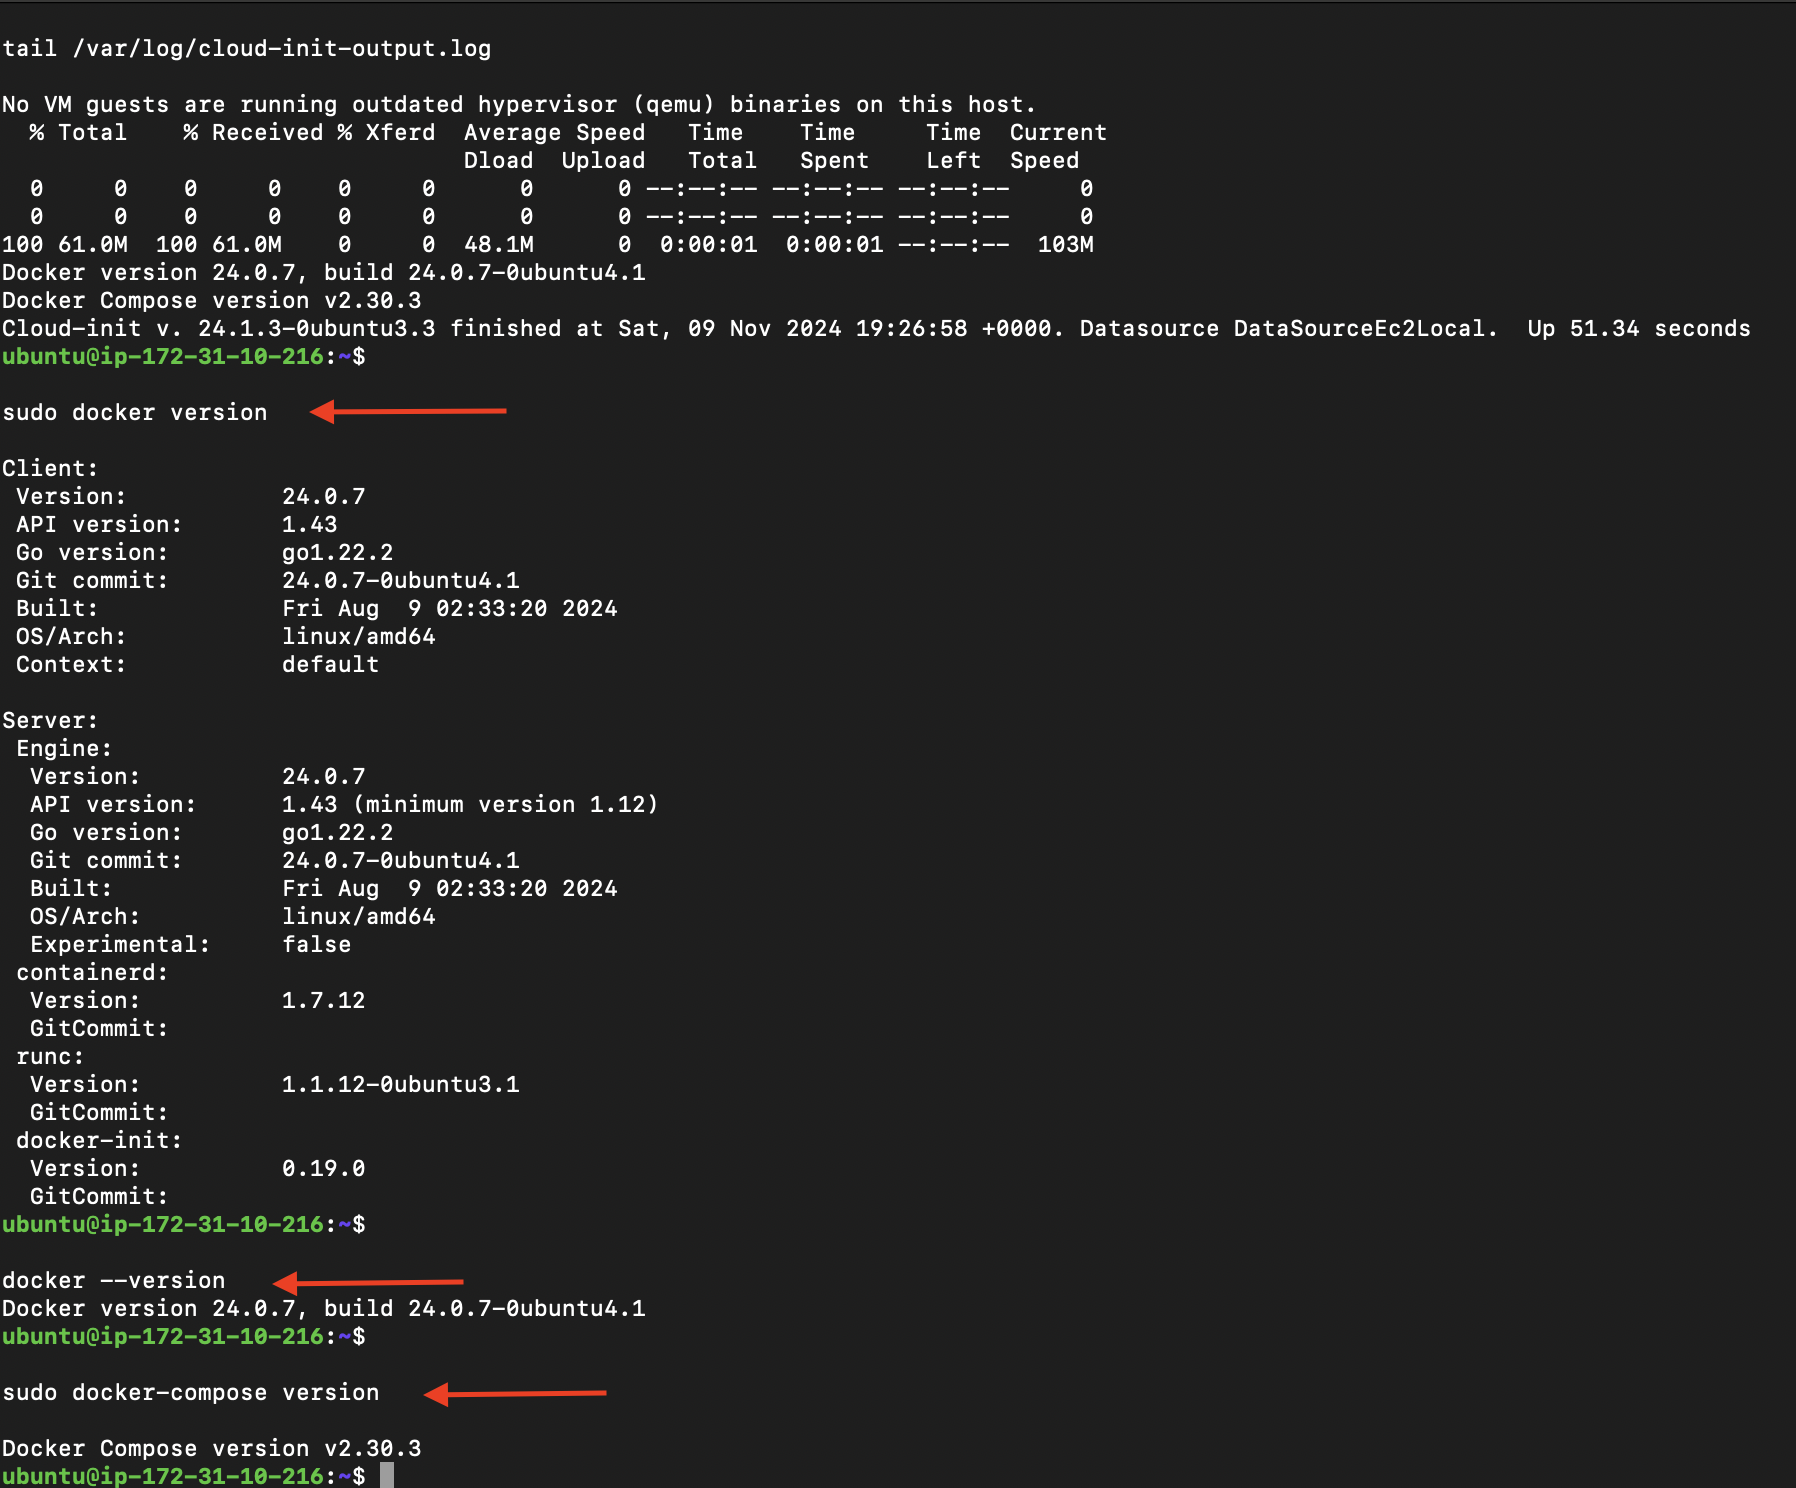 tail /var/log/cloud-init-output.log
No VM guests are running outdated hypervisor (qemu) binaries on this host.
  % Total    % Received % Xferd  Average Speed   Time    Time     Time  Current
                                 Dload  Upload   Total   Spent    Left  Speed
  0     0    0     0    0     0      0      0 --:--:-- --:--:-- --:--:--     0
  0     0    0     0    0     0      0      0 --:--:-- --:--:-- --:--:--     0
100 61.0M  100 61.0M    0     0  48.1M      0  0:00:01  0:00:01 --:--:--  103M
Docker version 24.0.7, build 24.0.7-0ubuntu4.1
Docker Compose version v2.30.3
Cloud-init v. 24.1.3-0ubuntu3.3 finished at Sat, 09 Nov 2024 19:26:58 +0000. Datasource DataSourceEc2Local.  Up 51.34 seconds
ubuntu@ip-172-31-10-216:~$
sudo docker version
Client:
 Version:           24.0.7
 API version:       1.43
 Go version:        go1.22.2
 Git commit:        24.0.7-0ubuntu4.1
 Built:             Fri Aug  9 02:33:20 2024
 OS/Arch:           linux/amd64
 Context:           default
Server:
 Engine:
  Version:          24.0.7
  API version:      1.43 (minimum version 1.12)
  Go version:       go1.22.2
  Git commit:       24.0.7-0ubuntu4.1
  Built:            Fri Aug  9 02:33:20 2024
  OS/Arch:          linux/amd64
  Experimental:     false
 containerd:
  Version:          1.7.12
  GitCommit:
 runc:
  Version:          1.1.12-0ubuntu3.1
  GitCommit:
 docker-init:
  Version:          0.19.0
  GitCommit:
ubuntu@ip-172-31-10-216:~$
docker --version
Docker version 24.0.7, build 24.0.7-0ubuntu4.1
ubuntu@ip-172-31-10-216:~$
sudo docker-compose version
Docker Compose version v2.30.3
ubuntu@ip-172-31-10-216:~$